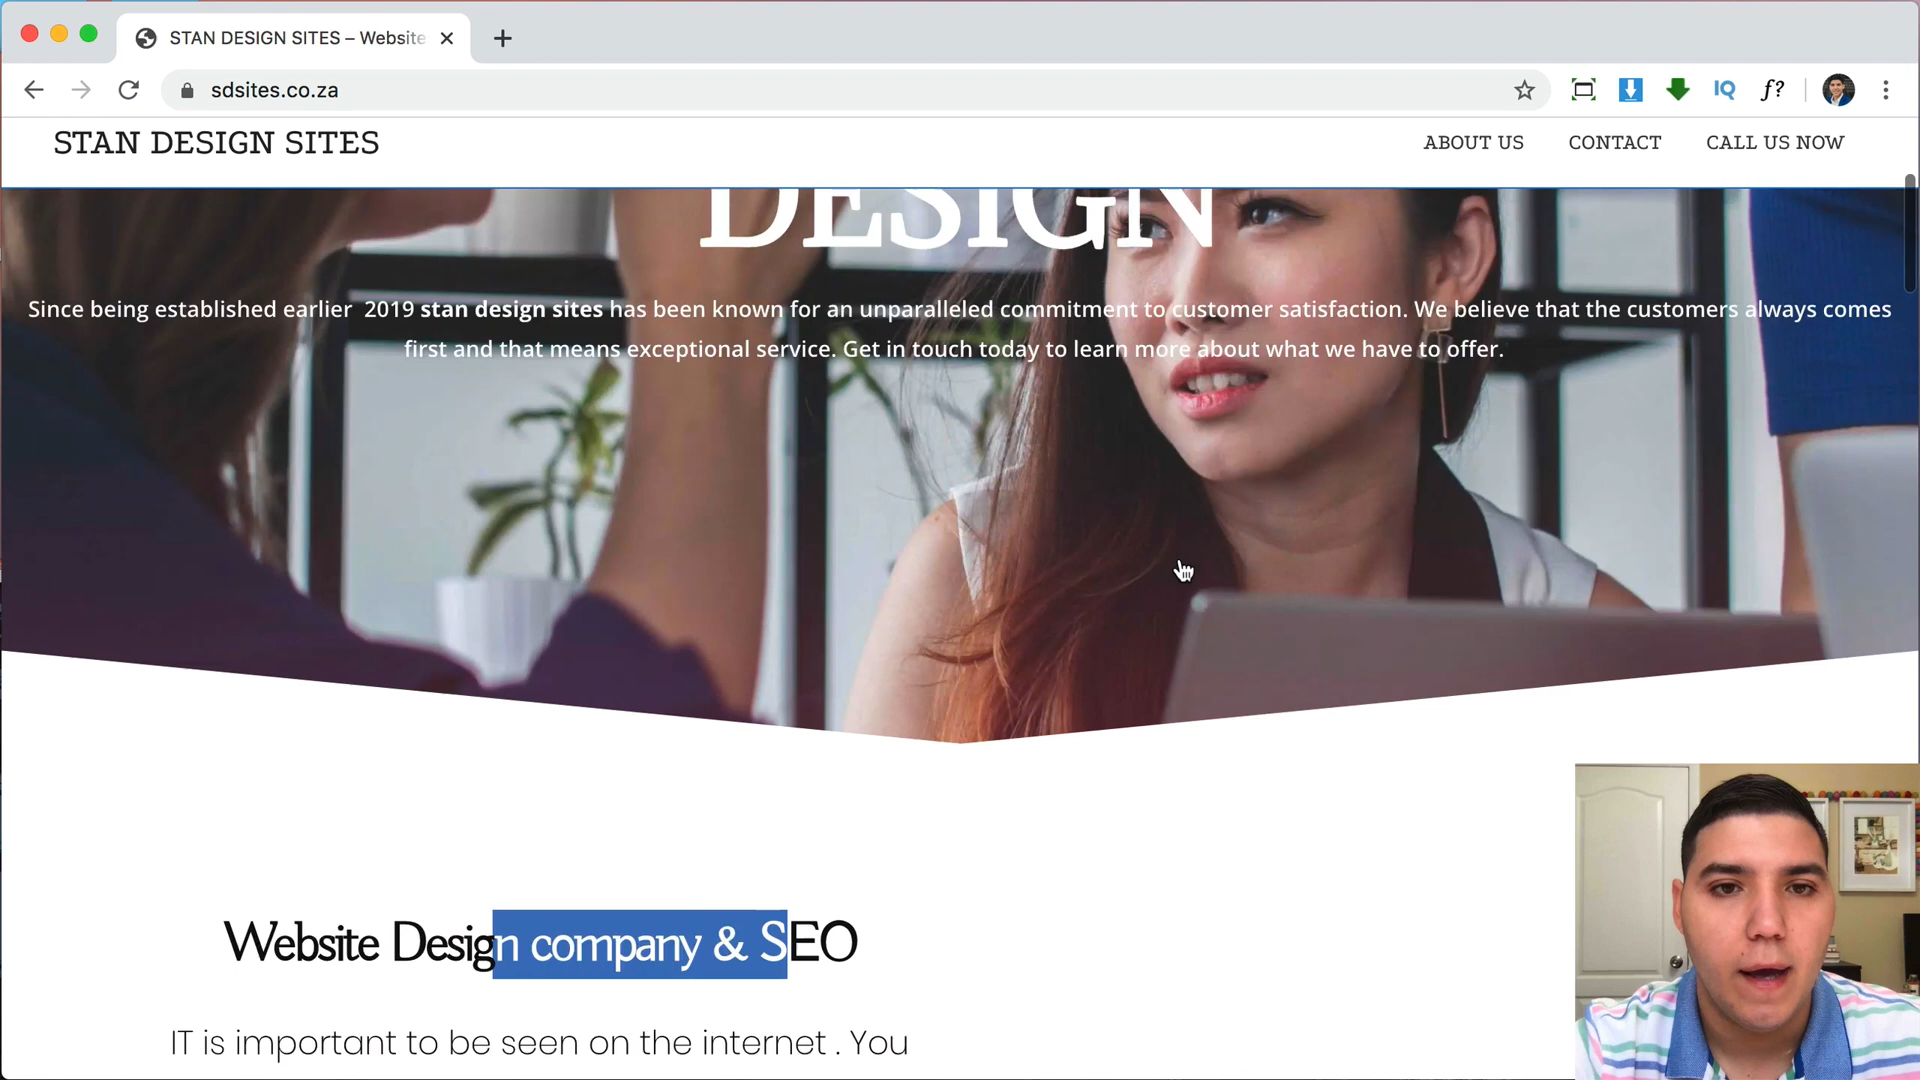 STAN DESIGN SITES – Website
sdsites.co.za
IQ
f?
STAN DESIGN SITES
ABOUT US
CONTACT
CALL US NOW
DESIGN
Since being established earlier 2019 stan design sites has been known for an unparalleled commitment to customer satisfaction. We believe that the customers always comes
first and that means exceptional service. Get in touch today to learn more about what we have to offer.
Website Design company & SEO
IT is important to be seen on the internet . You